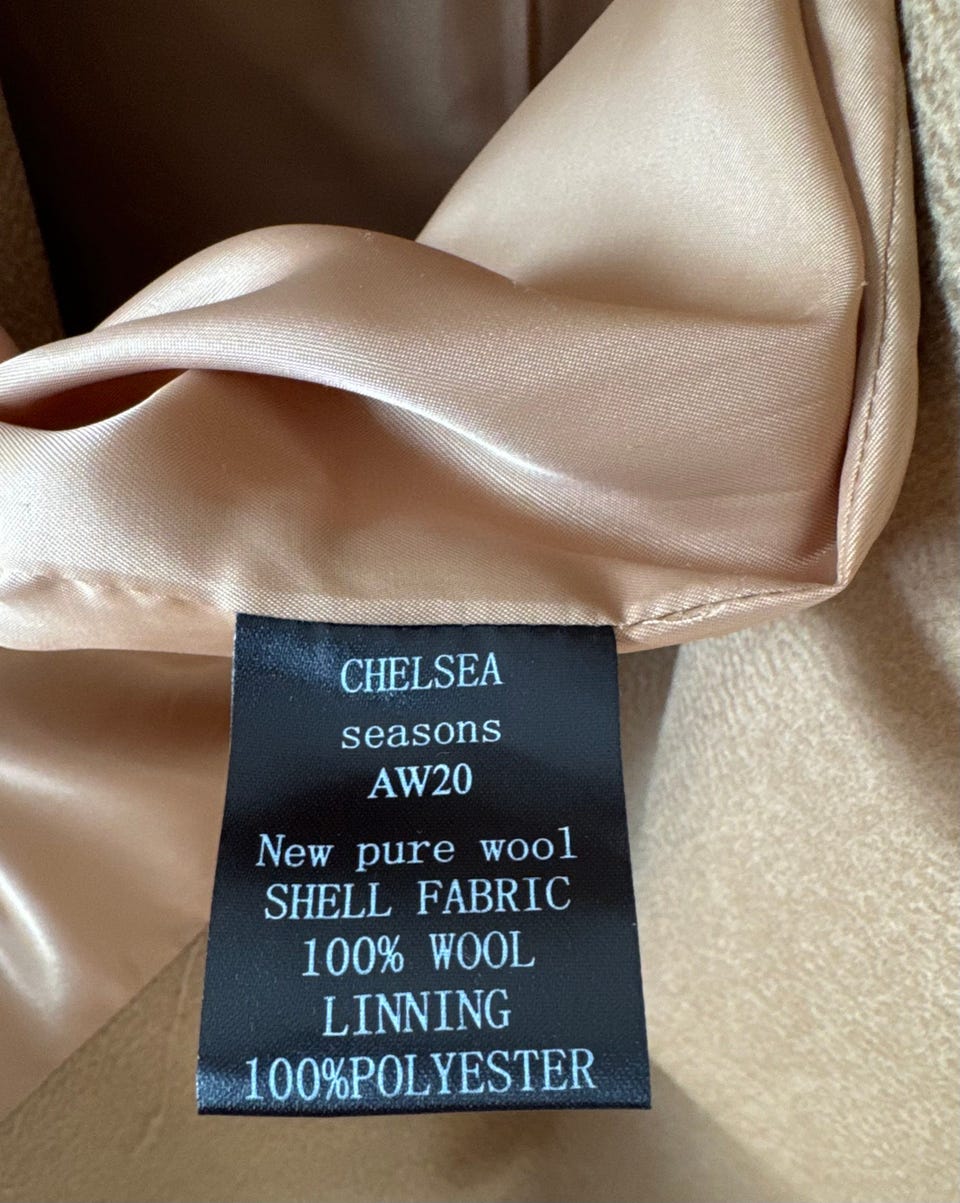 CHELSEA
seasons
AW20
New pure wool
SHELL FABRIC
100% WOOL
LINNING
100%POLYESTER